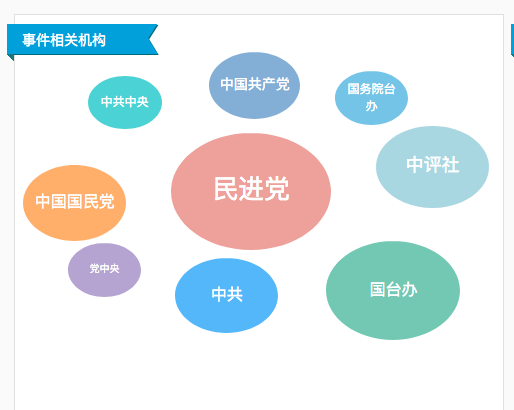 事件相关机构
中国共产党
国务院台
办
中共中央
中评社
民进党
中国国民党
党中央
国台办
中共